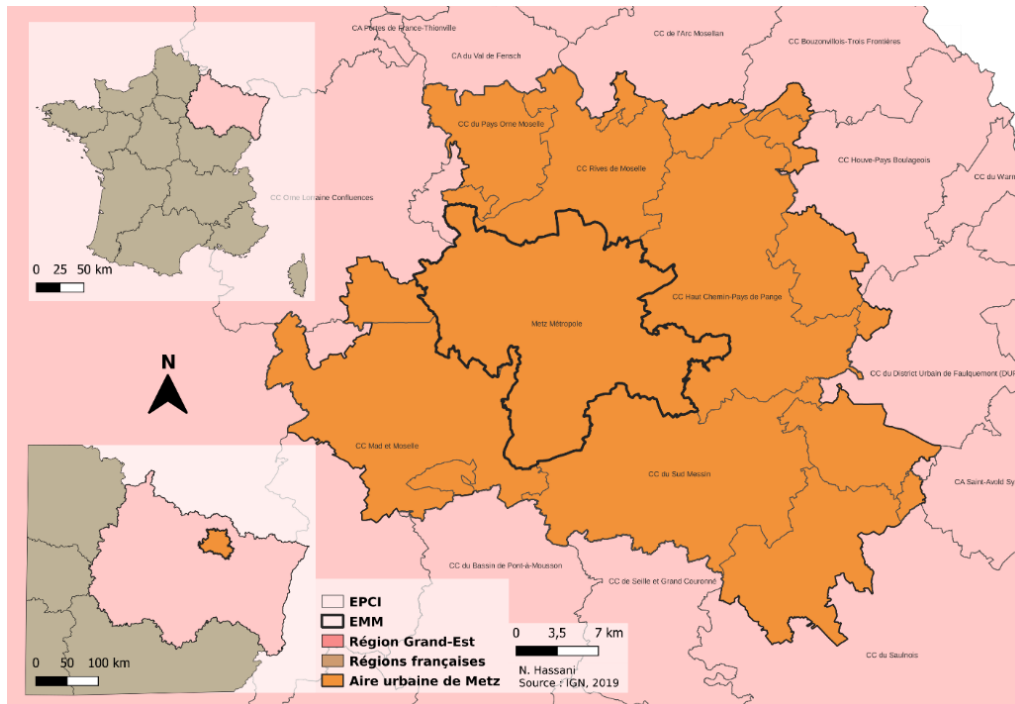 CA Portes de France-Thionville
CC de l'Arc Mosellan
CC Bouzonvillois-Trois Frontières
CA du Val de Fensch
CC du Pays Orne Moselle
CC Rives de Moselle
CC Houve-Pays Boulageois
CC du Warn
CC Orne Lorraine Confluences
0 25 50 km
CC Haut Chemin-Pays de Pange
Metz Métropole
N
CC du District Urbain de Faulquemont (DUF
CC Mad et Moselle
CC du Sud Messin
CA Saint-Avold Sy
CC du Bassin de Pont-à-Mousson
CC de Seille et Grand Couronné
CC du Saulnois
0 50 100 km
EPCI
EMM
Région Grand-Est
Régions françaises
Aire urbaine de Metz
0 3,5 7 km
N. Hassani
Source : IGN, 2019